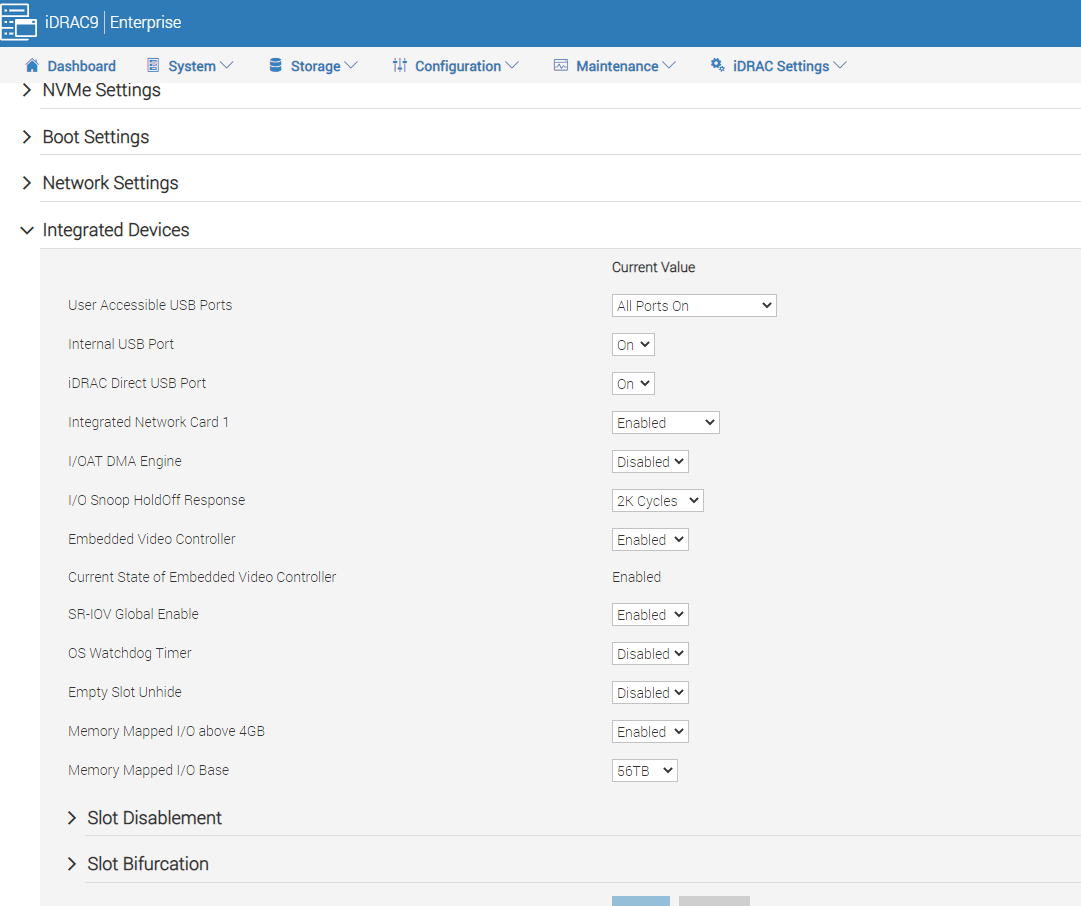 iDRAC9 Enterprise
Dashboard System Storage Configuration Maintenance iDRAC Settings
NVMe Settings
Boot Settings
Network Settings
Integrated Devices
Current Value
User Accessible USB Ports All Ports On
Internal USB Port On
iDRAC Direct USB Port On
Integrated Network Card 1 Enabled
I/OAT DMA Engine Disabled
I/O Snoop HoldOff Response 2K Cycles
Embedded Video Controller Enabled
Current State of Embedded Video Controller Enabled
SR-IOV Global Enable Enabled
OS Watchdog Timer Disabled
Empty Slot Unhide Disabled
Memory Mapped I/O above 4GB Enabled
Memory Mapped I/O Base 56TB
Slot Disablement
Slot Bifurcation